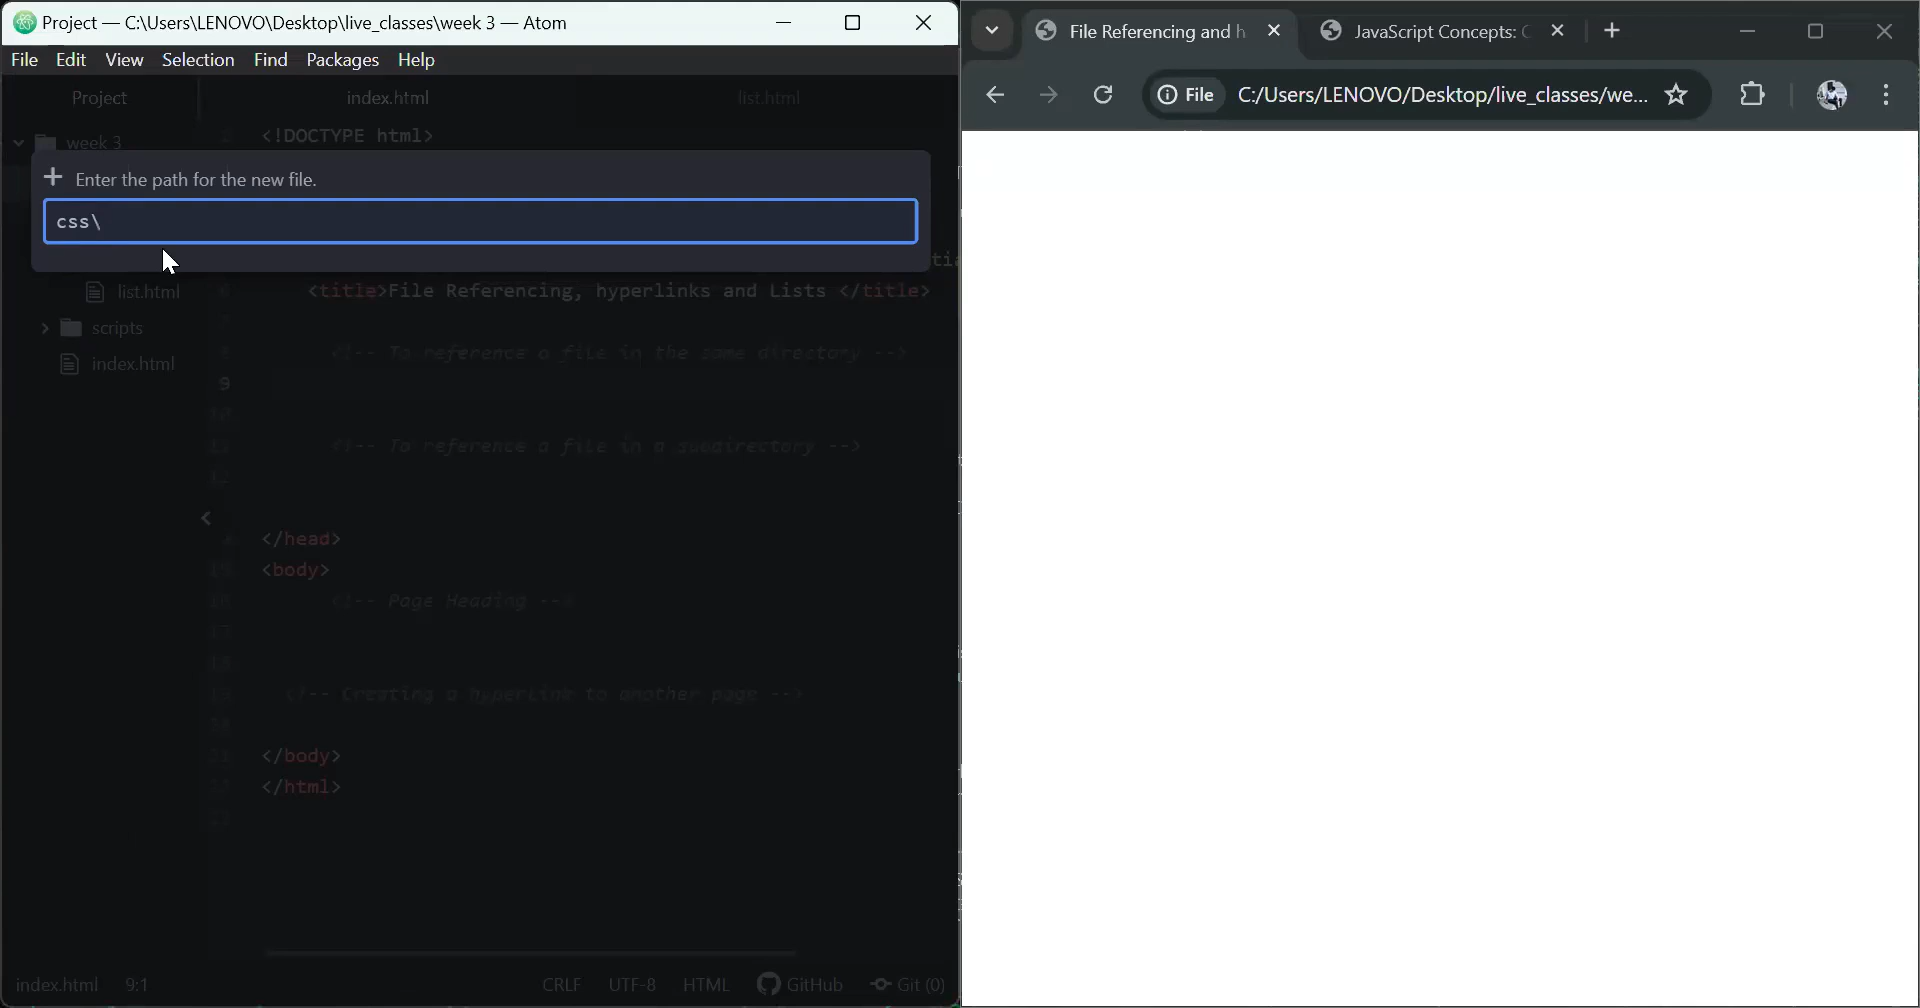 Project — C:\Users\LENOVO\Desktop\live_classes\week 3 — Atom
File Edit View Selection Find Packages Help
Project
index.html
list.html
week 3
Enter the path for the new file.
css\
list.html
scripts
index.html
<!DOCTYPE html>
<title>File Referencing, hyperlinks and Lists </title>
<!-- To reference a file in the same directory -->
9
10
11 <!-- To reference a file in a subdirectory -->
12
</head>
<body>
<!-- Page Heading -->
<!-- Creating a hyperlink to another page -->
</body>
</html>
index.html 9:1 CRLF UTF-8 HTML GitHub Git (0)
File Referencing and h
JavaScript Concepts: C
File C:/Users/LENOVO/Desktop/live_classes/we...